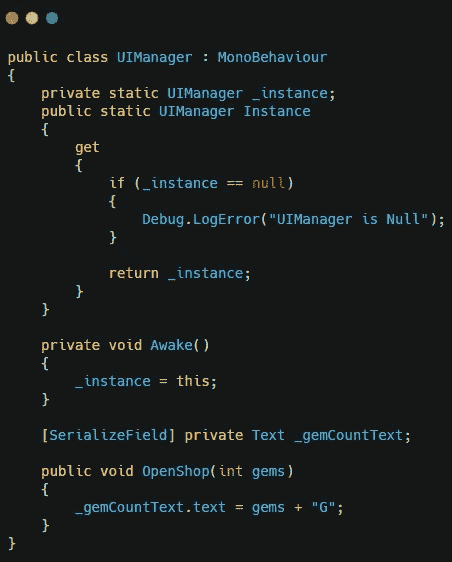 public class UIManager : MonoBehaviour
{
    private static UIManager _instance;
    public static UIManager Instance
    {
        get
        {
            if (_instance == null)
            {
                Debug.LogError("UIManager is Null");
            }

            return _instance;
        }
    }

    private void Awake()
    {
        _instance = this;
    }

    [SerializeField] private Text _gemCountText;

    public void OpenShop(int gems)
    {
        _gemCountText.text = gems + "G";
    }
}